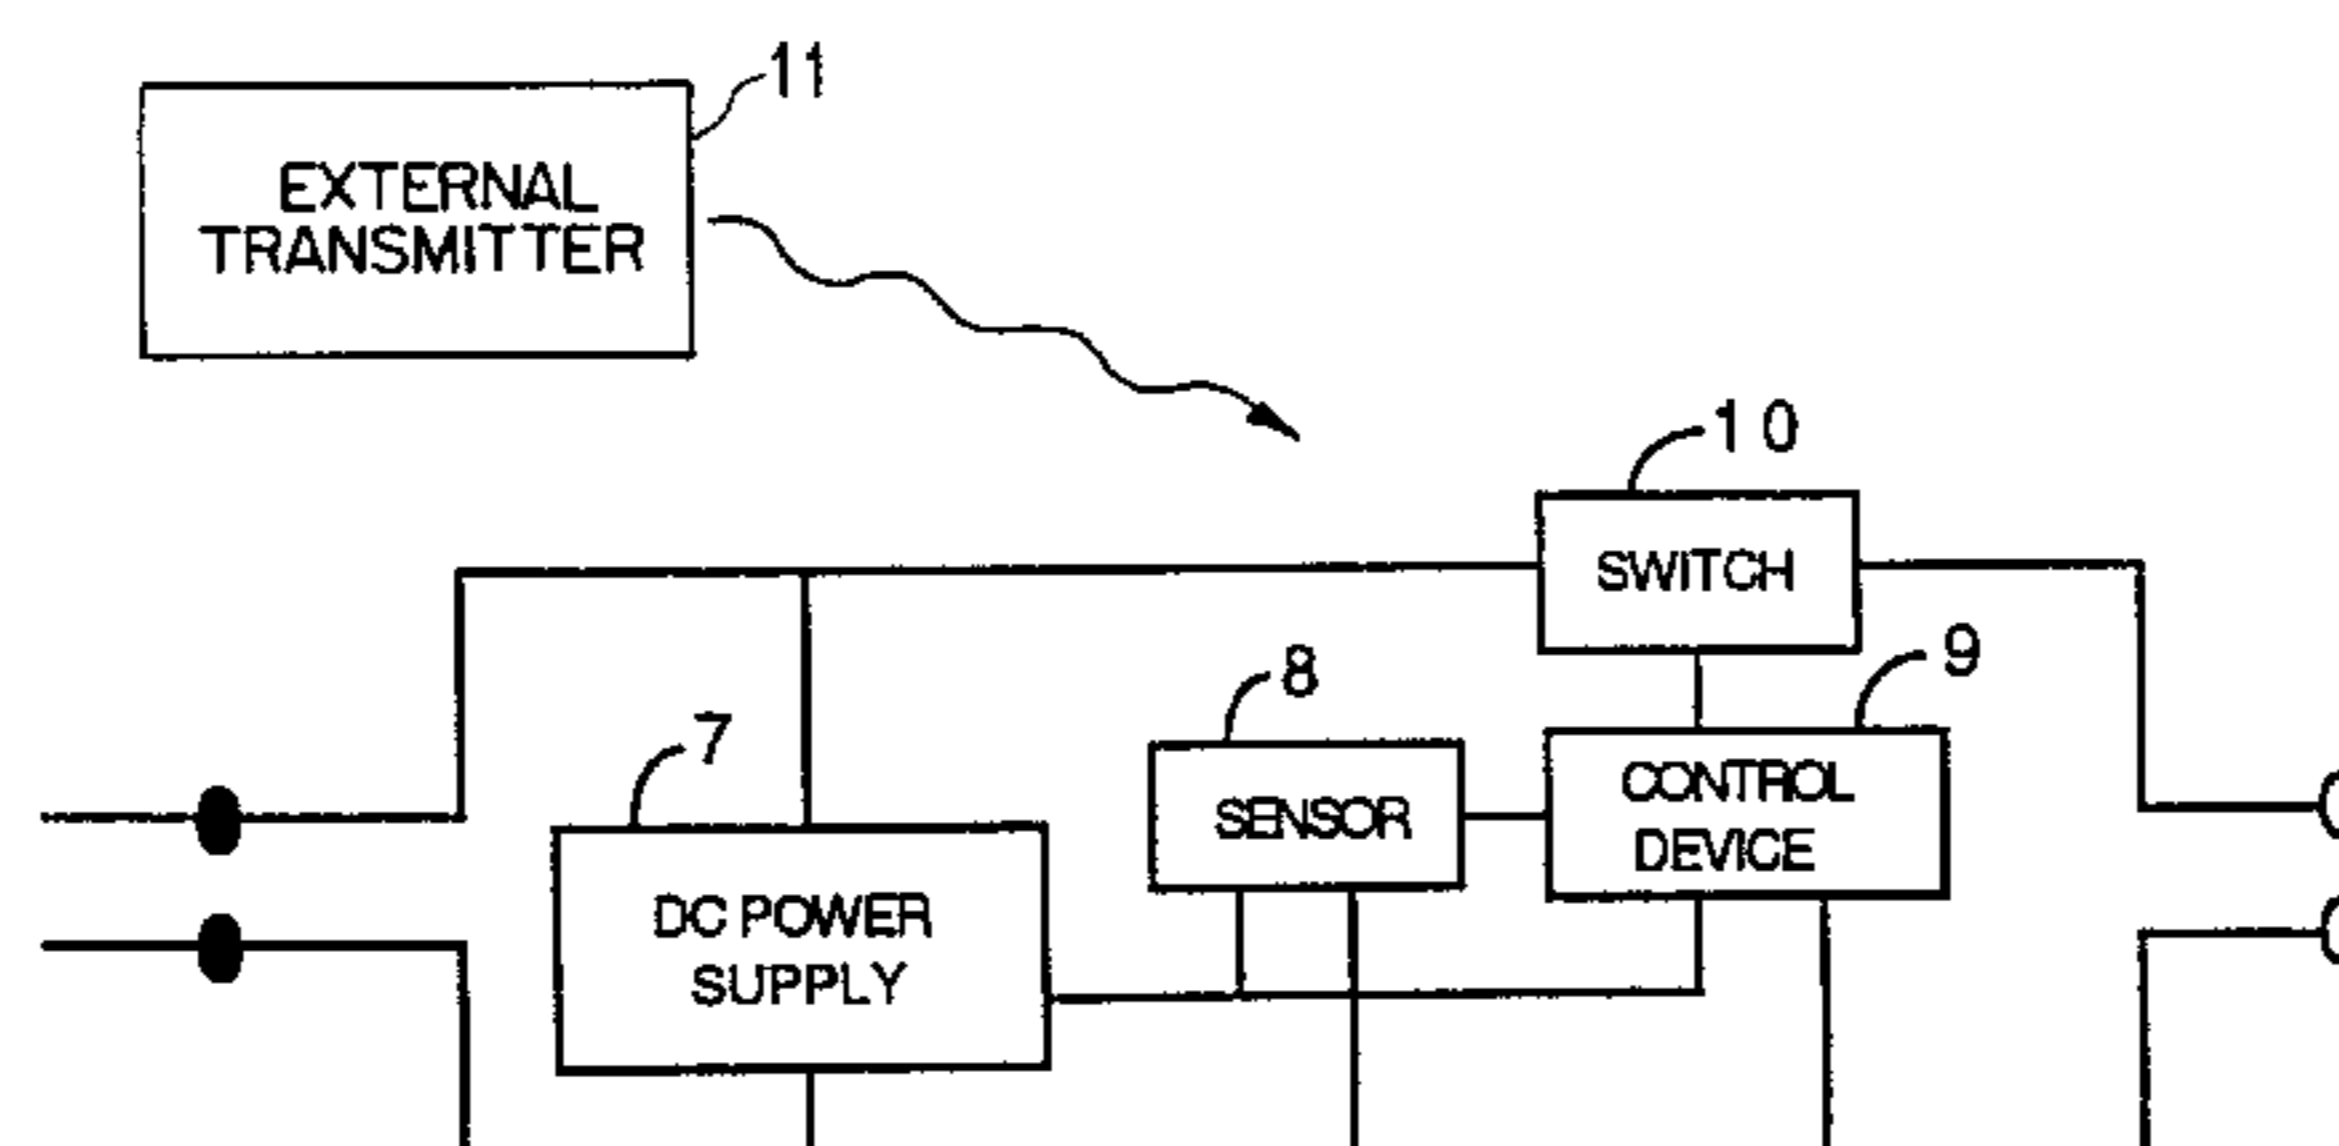 11
EXTERNAL
TRANSMITTER
10
SWITCH
9
8
7
CONTROL
DEVICE
SENSOR
DC POWER
SUPPLY